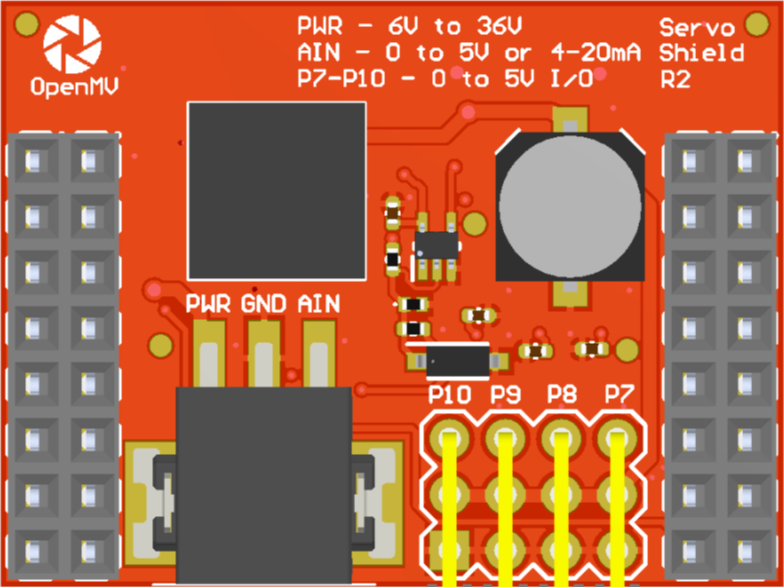 PWR - 6V to 36V
AIN - 0 to 5V or 4-20mA
P7-P10 - 0 to 5V I/O
Servo
Shield
R2
OpenMV
PWR GND AIN
P10 P9 P8 P7